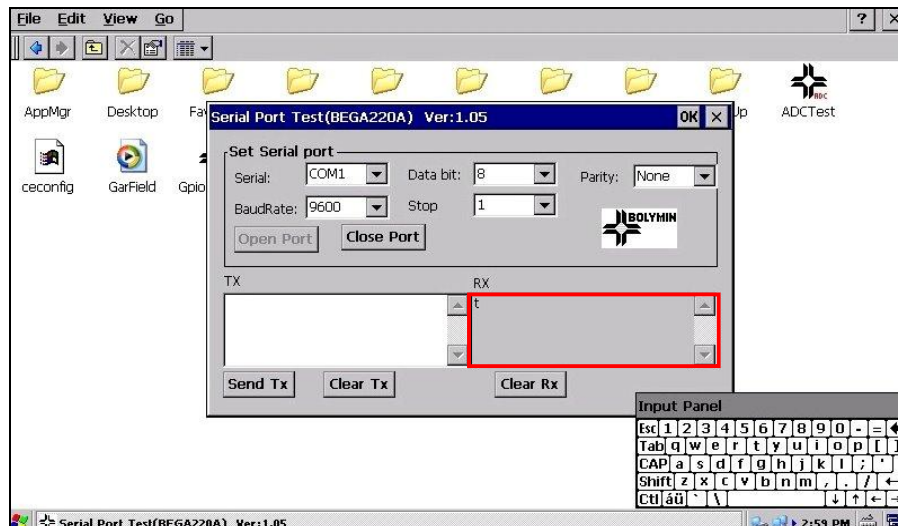 File Edit View Go ? ×
AppMgr Desktop Fav Up ADCTest
Serial Port Test(BEGA220A) Ver:1.05 OK ×
ceconfig GarField Gpio
Set Serial port
Serial: COM1 Data bit: 8 Parity: None
BaudRate: 9600 Stop 1
BOLYMIN
Open Port Close Port
TX RX
t
Send Tx Clear Tx Clear Rx
Input Panel
Esc 1 2 3 4 5 6 7 8 9 0 - =
Tab q w e r t y u i o p [ ]
CAP a s d f g h j k l ; '
Shift z x c v b n m , . /
Ctl áü ` \ ↓ ↑ ← →
Serial Port Test(BEGA220A) Ver:1.05 2:59 PM